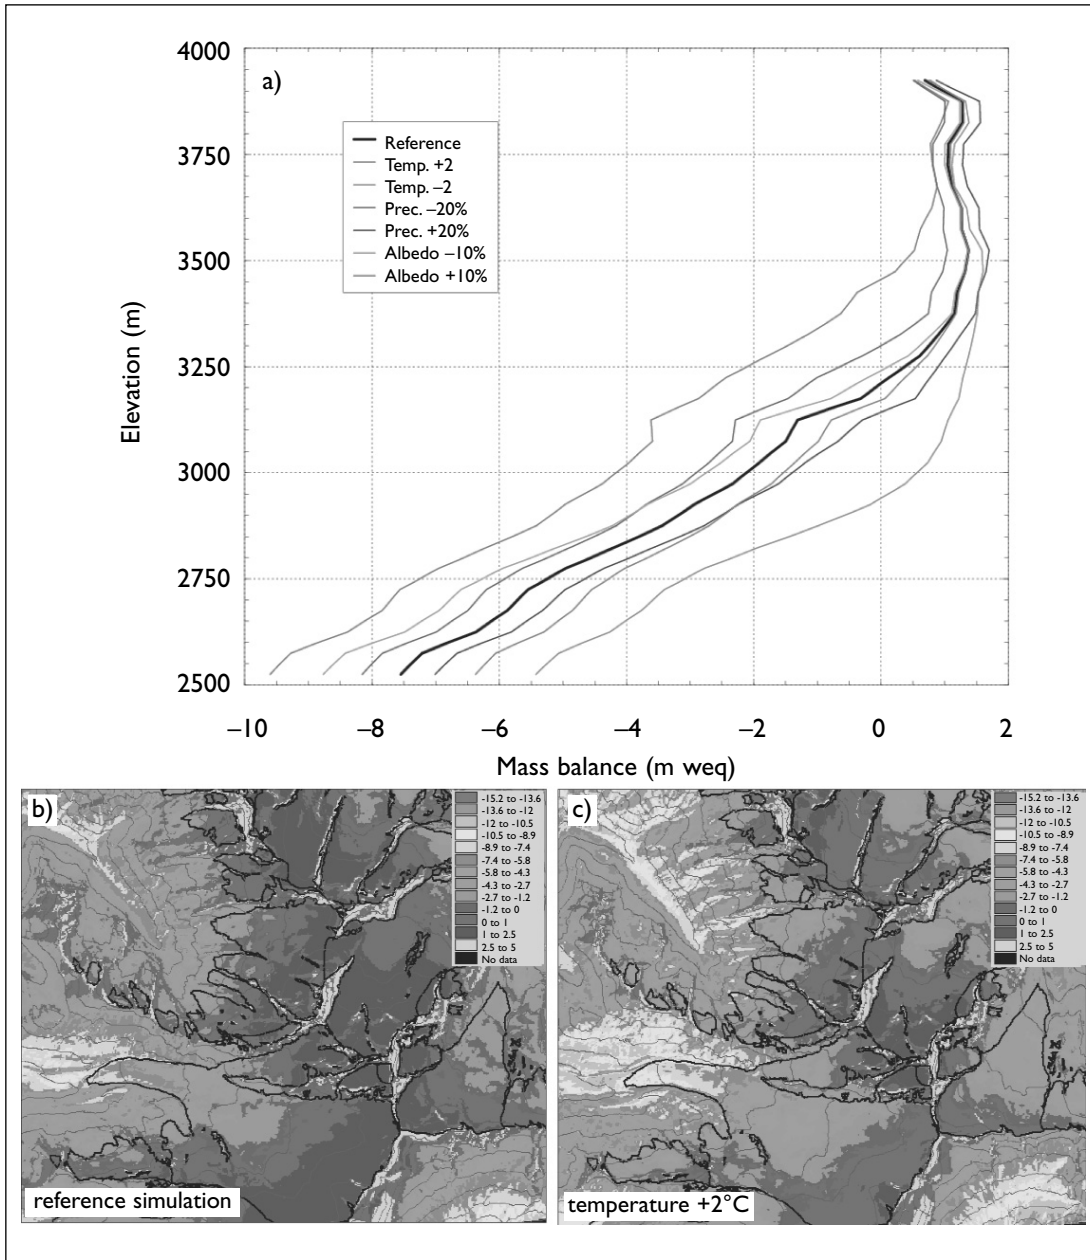 4000
a)
Reference
3750
Temp. +2
Temp. –2
Prec. –20%
Prec. +20%
3500
Albedo –10%
Albedo +10%
Elevation (m)
3250
3000
2750
2500
–10
–8
–6
–4
–2
0
2
Mass balance (m weq)
b)
-15.2 to -13.6
-13.6 to -12
-12 to -10.5
-10.5 to -8.9
-8.9 to -7.4
-7.4 to -5.8
-5.8 to -4.3
-4.3 to -2.7
-2.7 to -1.2
-1.2 to 0
0 to 1
1 to 2.5
2.5 to 5
No data
reference simulation
c)
-15.2 to -13.6
-13.6 to -12
-12 to -10.5
-10.5 to -8.9
-8.9 to -7.4
-7.4 to -5.8
-5.8 to -4.3
-4.3 to -2.7
-2.7 to -1.2
-1.2 to 0
0 to 1
1 to 2.5
2.5 to 5
No data
temperature +2°C